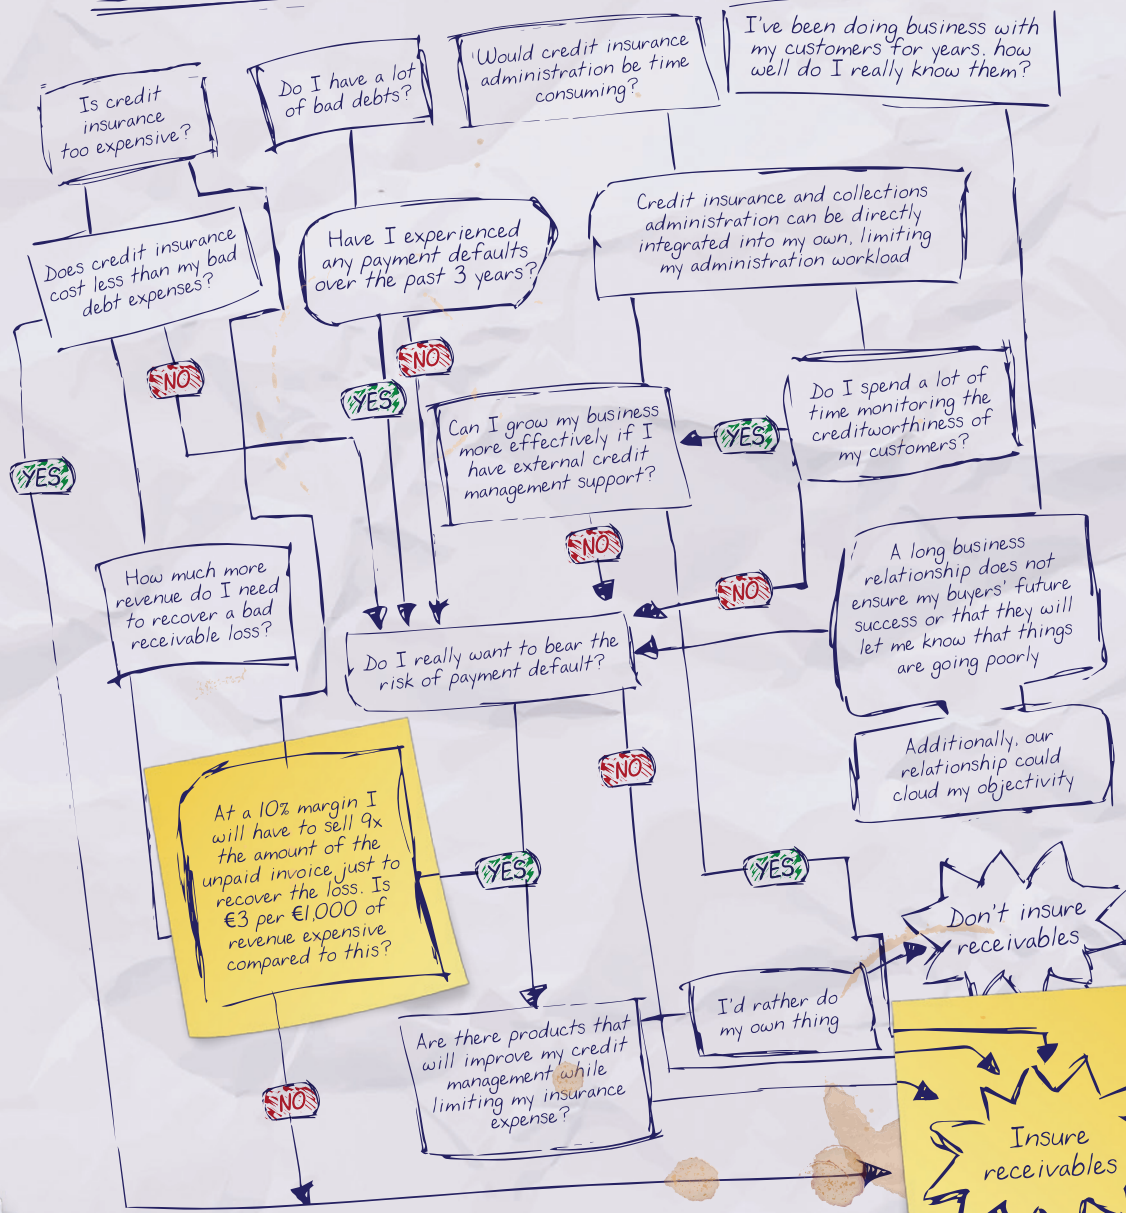 Is credit
insurance
too expensive?
Do I have a lot
of bad debts?
Would credit insurance
administration be time
consuming?
I've been doing business with
my customers for years. how
well do I really know them?
Does credit insurance
cost less than my bad
debt expenses?
Have I experienced
any payment defaults
over the past 3 years?
Credit insurance and collections
administration can be directly
integrated into my own, limiting
my administration workload
NO
NO
YES
YES
Can I grow my business
more effectively if I
have external credit
management support?
YES
Do I spend a lot of
time monitoring the
creditworthiness of
my customers?
NO
NO
How much more
revenue do I need
to recover a bad
receivable loss?
A long business
relationship does not
ensure my buyers' future
success or that they will
let me know that things
are going poorly
Do I really want to bear the
risk of payment default?
Additionally, our
relationship could
cloud my objectivity
NO
At a 10% margin I
will have to sell 9x
the amount of the
unpaid invoice just to
recover the loss. Is
€3 per €1,000 of
revenue expensive
compared to this?
YES
YES
Don't insure
receivables
I'd rather do
my own thing
Are there products that
will improve my credit
management while
limiting my insurance
expense?
NO
Insure
receivables